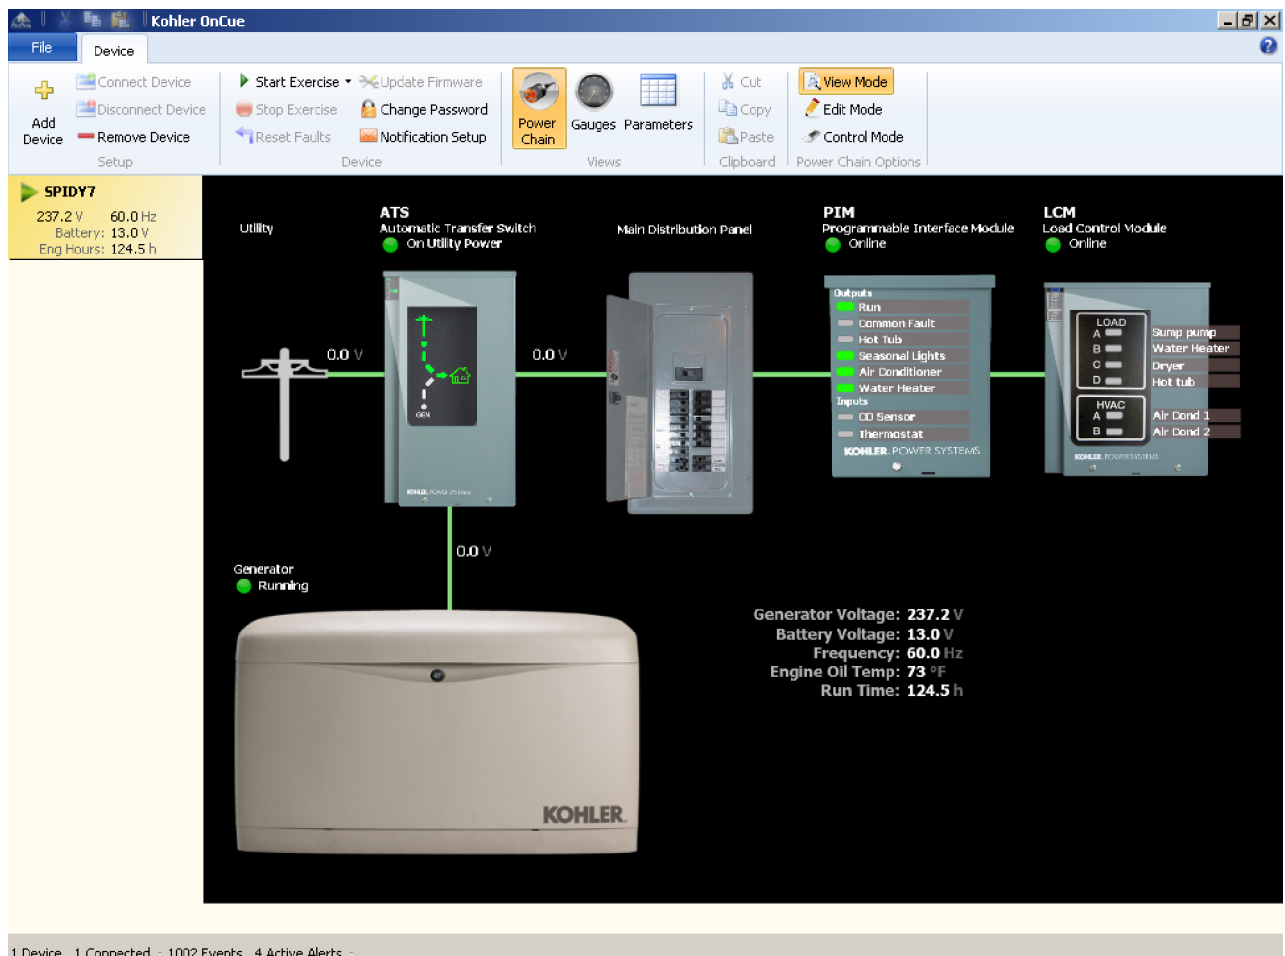 Kohler OnCue
File
Device
Add Device
Connect Device
Disconnect Device
Remove Device
Setup
Start Exercise
Stop Exercise
Reset Faults
Update Firmware
Change Password
Notification Setup
Device
Power Chain
Gauges
Parameters
Views
Cut
Copy
Paste
Clipboard
View Mode
Edit Mode
Control Mode
Power Chain Options
SPIDY7
237.2 V 60.0 Hz
Battery: 13.0 V
Eng Hours: 124.5 h
Utility
ATS
Automatic Transfer Switch
On Utility Power
Main Distribution Panel
PIM
Programmable Interface Module
Online
LCM
Load Control Module
Online
0.0 V
0.0 V
GEN
KOHLER. POWER SYSTEMS
Outputs
Run
Common Fault
Hot Tub
Seasonal Lights
Air Conditioner
Water Heater
Inputs
CO Sensor
Thermostat
KOHLER. POWER SYSTEMS
LOAD
A Sump pump
B Water Heater
C Dryer
D Hot tub
HVAC
A Air Cond 1
B Air Cond 2
KOHLER. POWER SYSTEMS
0.0 V
Generator
Running
KOHLER.
Generator Voltage: 237.2 V
Battery Voltage: 13.0 V
Frequency: 60.0 Hz
Engine Oil Temp: 73 °F
Run Time: 124.5 h
1 Device 1 Connected - 1002 Events 4 Active Alerts -